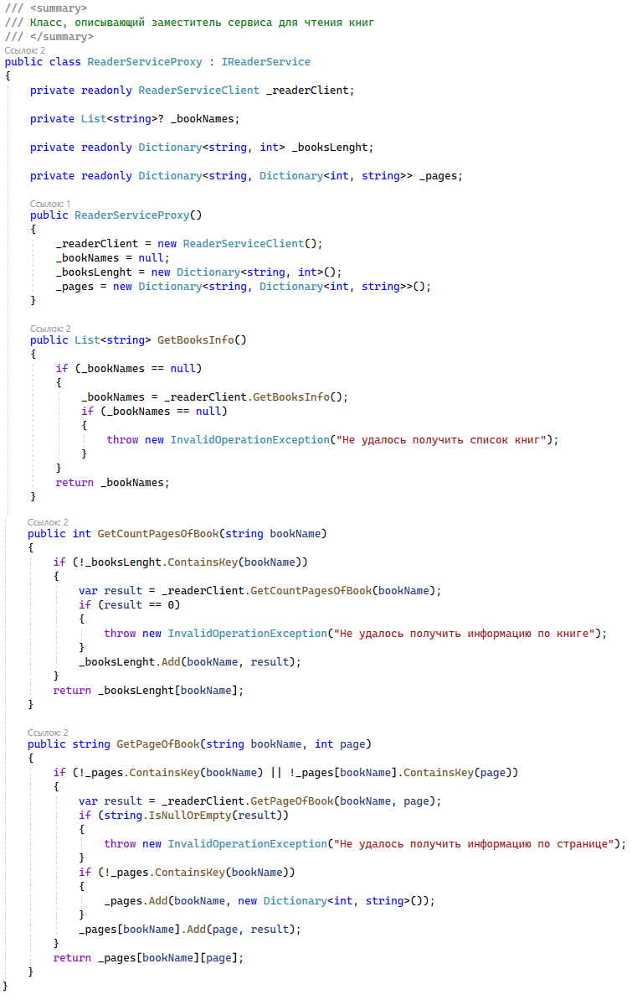 /// <summary>
/// Класс, описывающий заместитель сервиса для чтения книг
/// </summary>
Ссылок: 2
public class ReaderServiceProxy : IReaderService
{
private readonly ReaderServiceClient _readerClient;
private List<string>? _bookNames;
private readonly Dictionary<string, int> _booksLenght;
private readonly Dictionary<string, Dictionary<int, string>> _pages;
Ссылок: 1
public ReaderServiceProxy()
{
_readerClient = new ReaderServiceClient();
_bookNames = null;
_booksLenght = new Dictionary<string, int>();
_pages = new Dictionary<string, Dictionary<int, string>>();
}
Ссылок: 2
public List<string> GetBooksInfo()
{
if (_bookNames == null)
{
_bookNames = _readerClient.GetBooksInfo();
if (_bookNames == null)
{
throw new InvalidOperationException("Не удалось получить список книг");
}
}
return _bookNames;
}
Ссылок: 2
public int GetCountPagesOfBook(string bookName)
{
if (!_booksLenght.ContainsKey(bookName))
{
var result = _readerClient.GetCountPagesOfBook(bookName);
if (result == 0)
{
throw new InvalidOperationException("Не удалось получить информацию по книге");
}
_booksLenght.Add(bookName, result);
}
return _booksLenght[bookName];
}
Ссылок: 2
public string GetPageOfBook(string bookName, int page)
{
if (!_pages.ContainsKey(bookName) || !_pages[bookName].ContainsKey(page))
{
var result = _readerClient.GetPageOfBook(bookName, page);
if (string.IsNullOrEmpty(result))
{
throw new InvalidOperationException("Не удалось получить информацию по странице");
}
if (!_pages.ContainsKey(bookName))
{
_pages.Add(bookName, new Dictionary<int, string>());
}
_pages[bookName].Add(page, result);
}
return _pages[bookName][page];
}
}